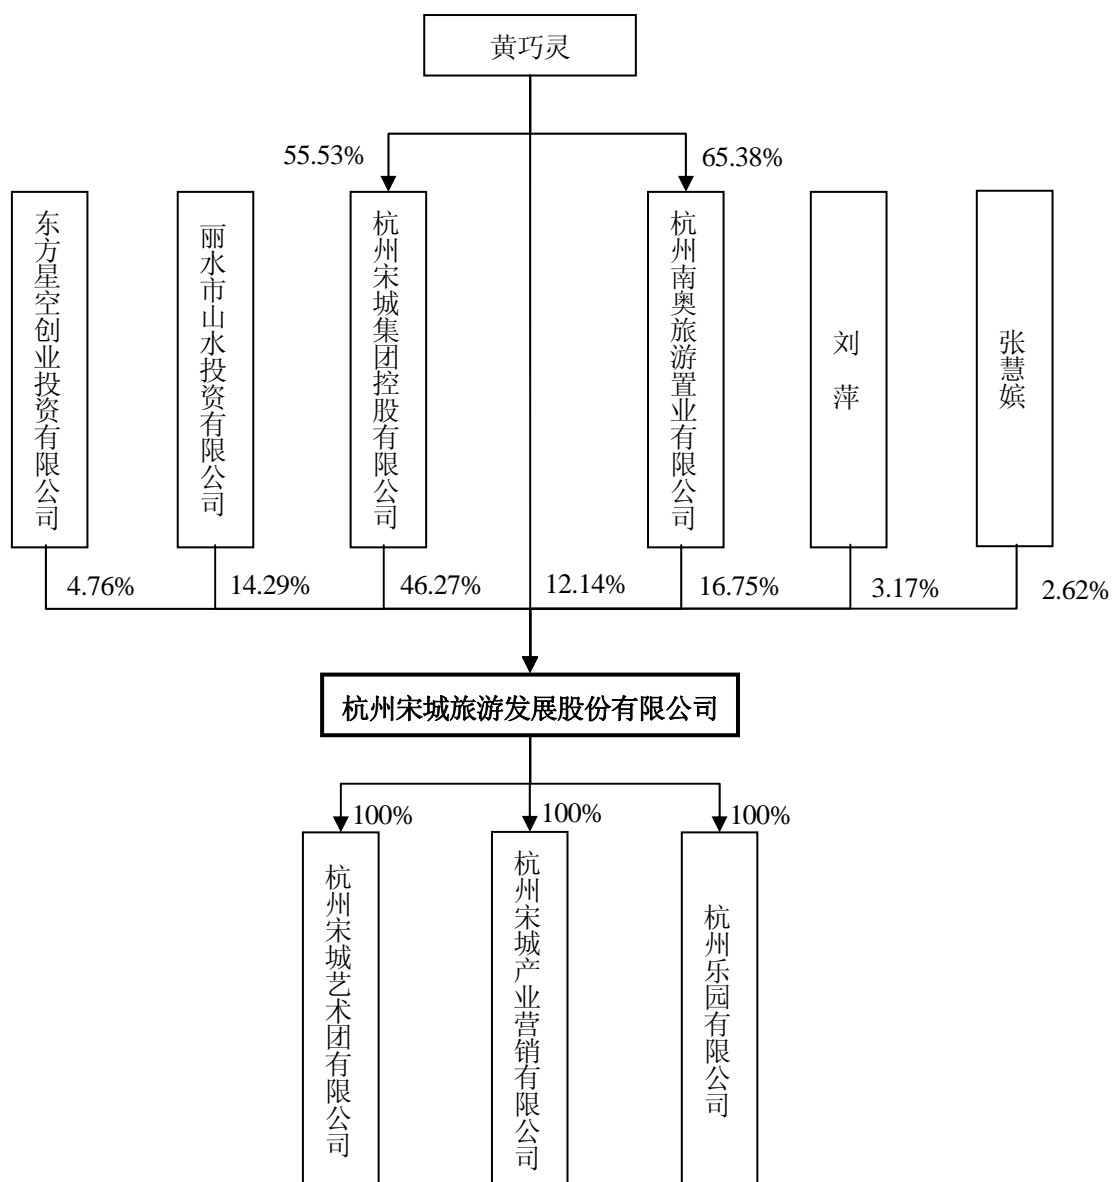 黄巧灵
55.53%
65.38%
东方星空创业投资有限公司
丽水市山水投资有限公司
杭州宋城集团控股有限公司
杭州南奥旅游置业有限公司
刘 萍
张慧嫔
4.76%
14.29%
46.27%
12.14%
16.75%
3.17%
2.62%
杭州宋城旅游发展股份有限公司
100%
100%
100%
杭州宋城艺术团有限公司
杭州宋城产业营销有限公司
杭州乐园有限公司